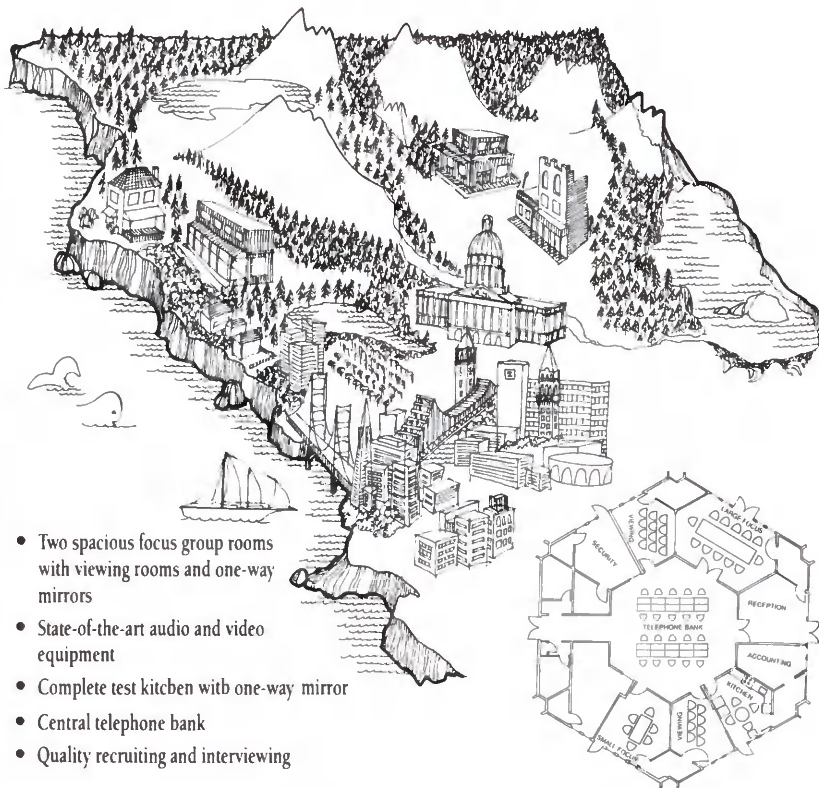 • Two spacious focus group rooms
with viewing rooms and one-way
mirrors
• State-of-the-art audio and video
equipment
• Complete test kitcben witb one-way mirror
• Central telephone bank
• Quality recruiting and interviewing
SECURITY
VIEWING
LARGE FOCUS
RECEPTION
TELEPHONE BANK
ACCOUNTING
KITCHEN
VIEWING
SMALL FOCUS